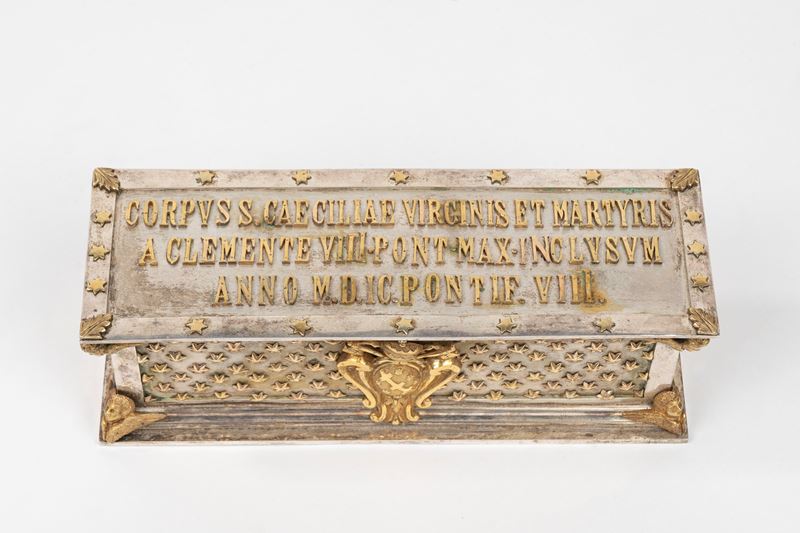 CORPVS S. CAECILIAE VIRGINIS ET MARTYRIS
A CLEMENTE VIII·PONT·MAX·INCLVSVM
ANNO M.D.IC.PONTIF. VIII.